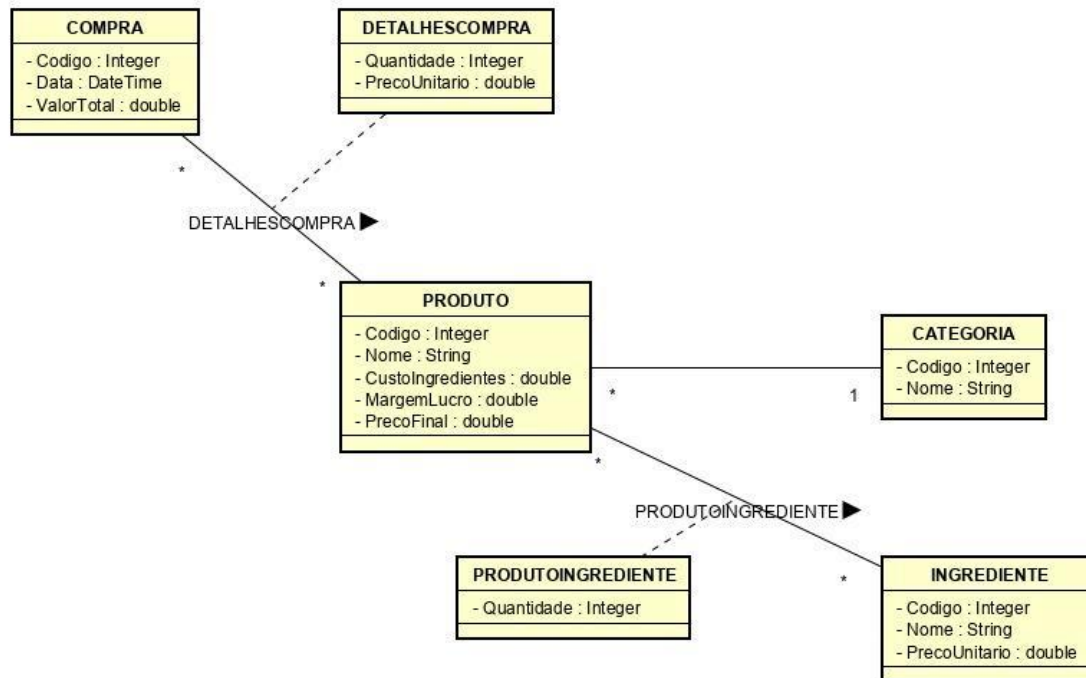 COMPRA
- Codigo : Integer
- Data : DateTime
- ValorTotal : double
DETALHESCOMPRA
- Quantidade : Integer
- PrecoUnitario : double
*
DETALHESCOMPRA ▶
*
PRODUTO
- Codigo : Integer
- Nome : String
- CustoIngredientes : double
- MargemLucro : double
- PrecoFinal : double
*
1
CATEGORIA
- Codigo : Integer
- Nome : String
*
PRODUTOINGREDIENTE ▶
*
PRODUTOINGREDIENTE
- Quantidade : Integer
INGREDIENTE
- Codigo : Integer
- Nome : String
- PrecoUnitario : double